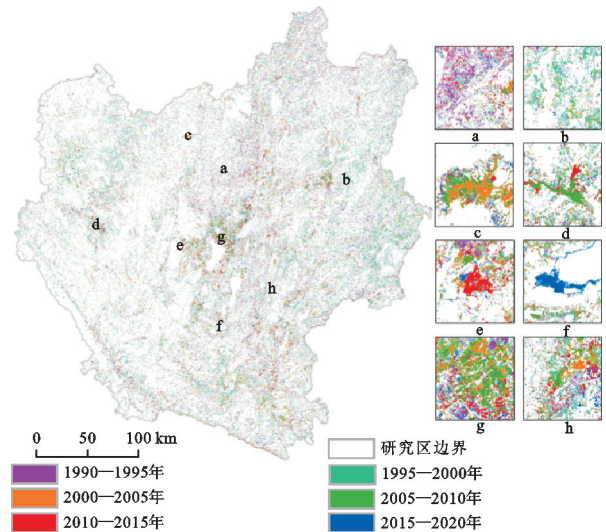 c
a
b
d
g
e
h
f
a b
c d
e f
g h
0 50 100 km
研究区边界
1990—1995年 1995—2000年
2000—2005年 2005—2010年
2010—2015年 2015—2020年